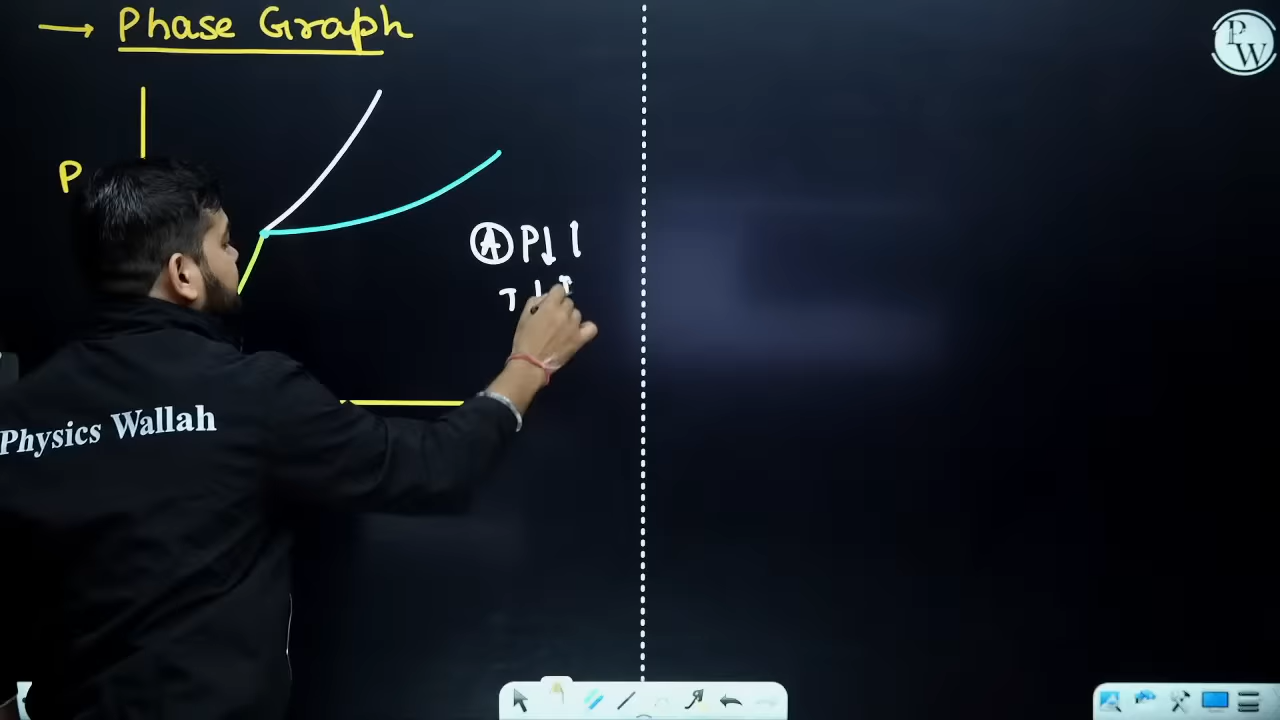 → Phase Graph
P
W
P
Ⓐ P↓ ↑
T ↓ ↑
Physics Wallah